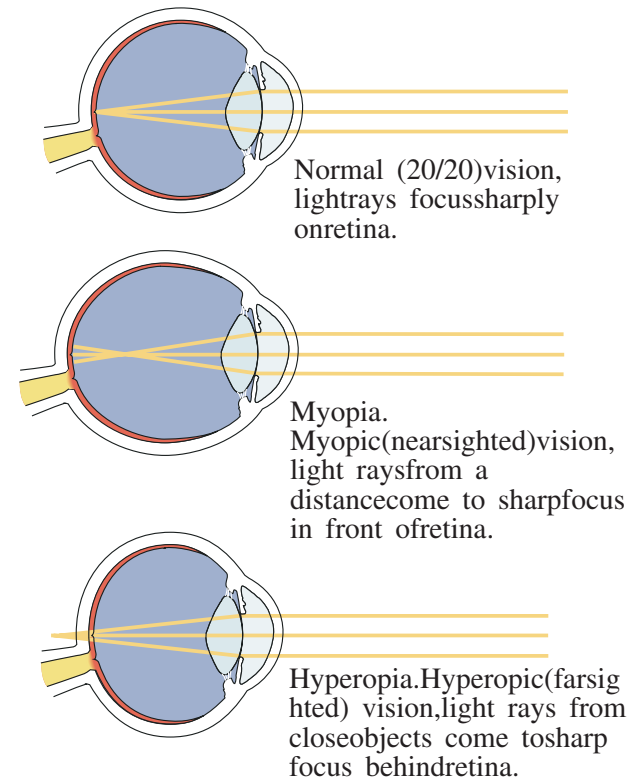 Normal (20/20)vision,
lightrays focussharply
onretina.
Myopia.
Myopic(nearsighted)vision,
light raysfrom a
distancecome to sharpfocus
in front ofretina.
Hyperopia.Hyperopic(farsig
hted) vision,light rays from
closeobjects come tosharp
focus behindretina.